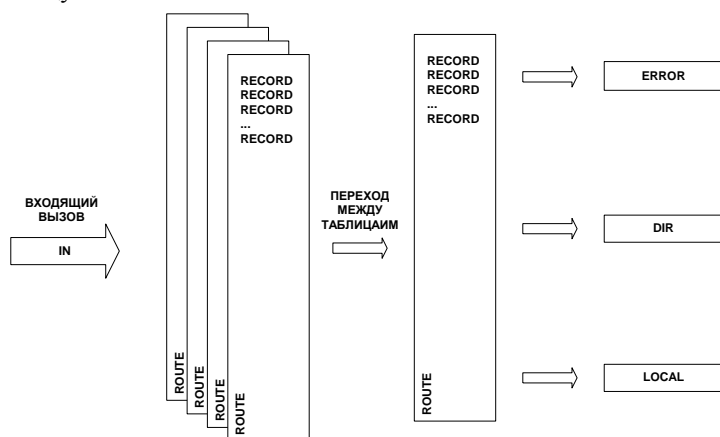 RECORD
RECORD
RECORD
...
RECORD
RECORD
RECORD
RECORD
...
RECORD
ERROR
ВХОДЯЩИЙ
ВЫЗОВ
IN
ПЕРЕХОД
МЕЖДУ
ТАБЛИЦАИМ
DIR
LOCAL
ROUTE
ROUTE
ROUTE
ROUTE
ROUTE